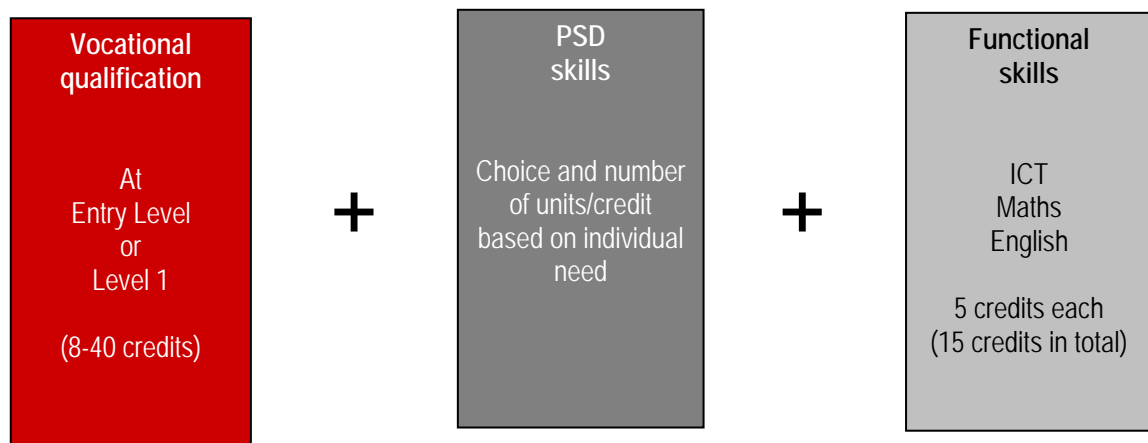 Vocational
qualification
At
Entry Level
or
Level 1
(8-40 credits)
+
PSD
skills
Choice and number
of units/credit
based on individual
need
+
Functional
skills
ICT
Maths
English
5 credits each
(15 credits in total)